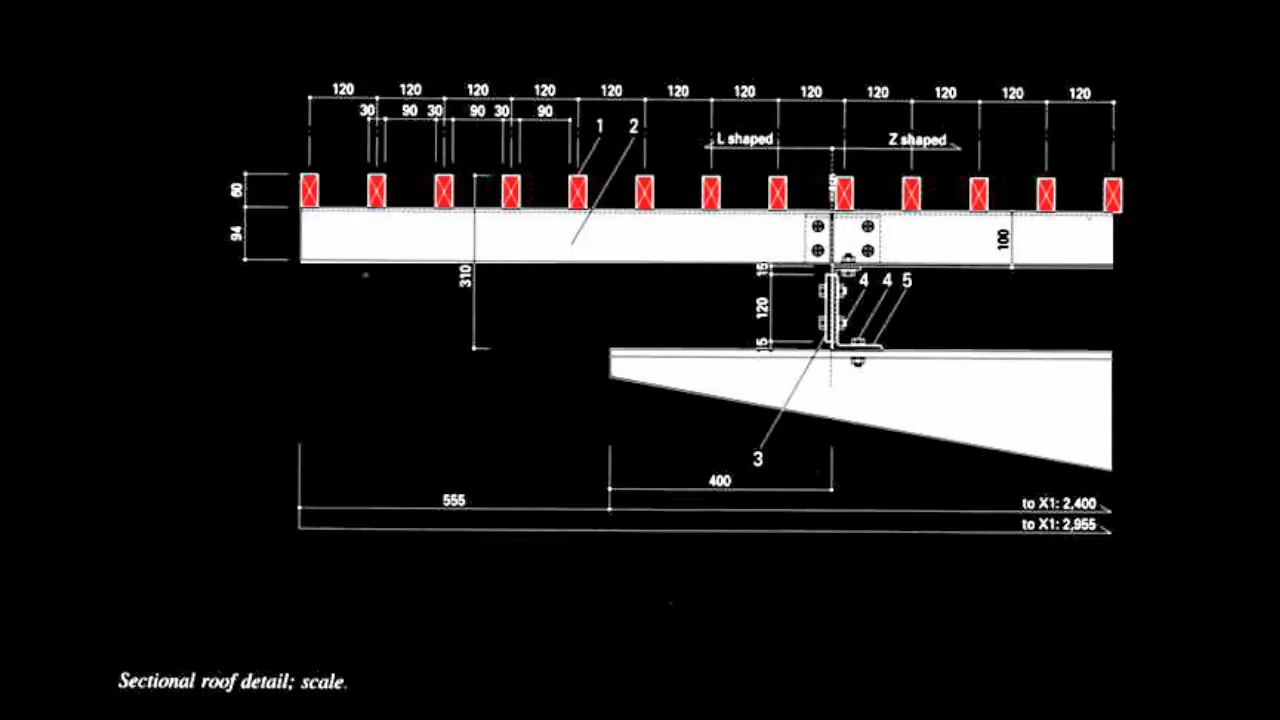 120 120 120 120 120 120 120 120 120 120 120 120
30 90 30 90 30 90
1 2
L shaped Z shaped
60
94
100
310
15
120
15
4 4 5
3
400
555
to X1: 2,400
to X1: 2,955
Sectional roof detail; scale.